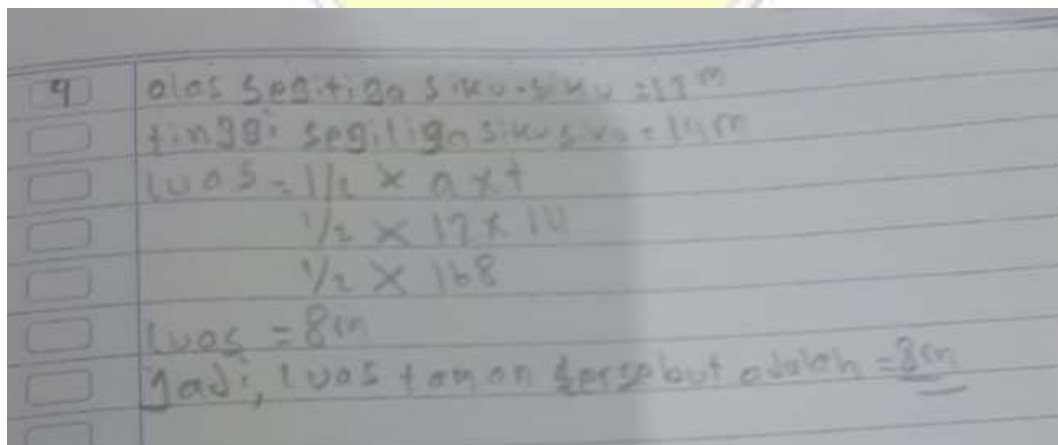 4 alas segitiga siku-siku = 12 m
tinggi segitiga siku siku = 14 m
luas = 1/2 × a × t
1/2 × 12 × 14
1/2 × 168
luas = 8 m
Jadi, luas taman tersebut adalah = 8 m